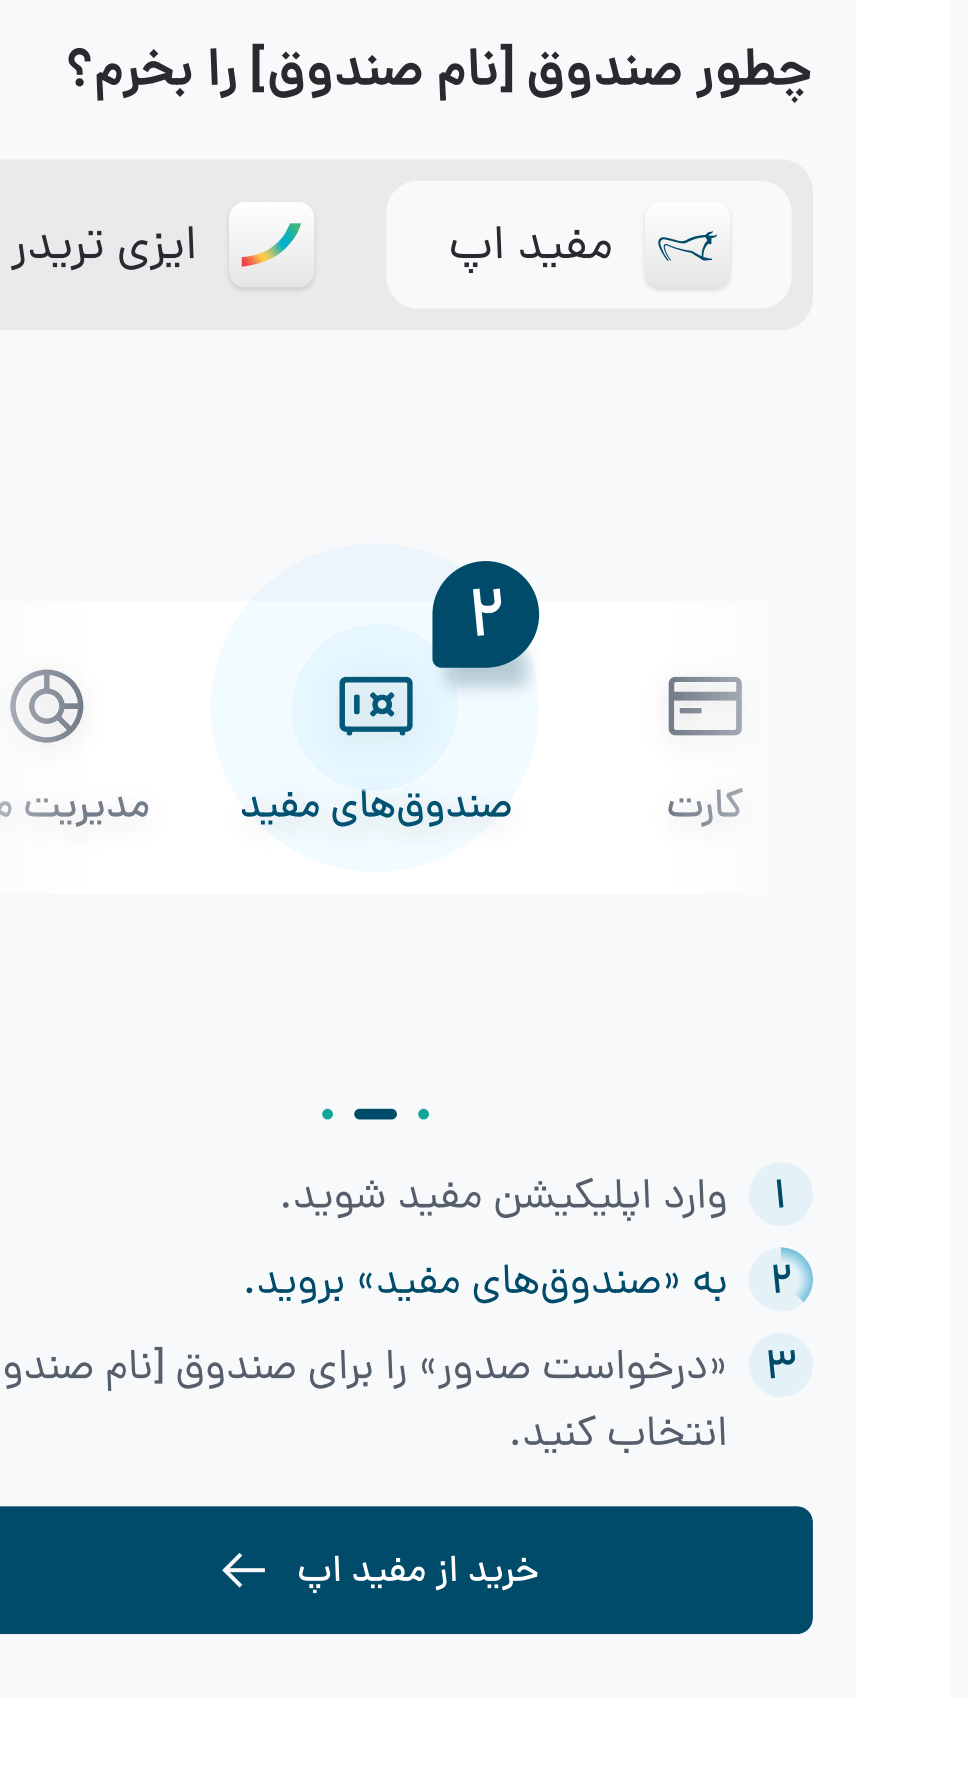 چطور صندوق [نام صندوق] را بخرم؟
مفید اپ
ایزی تریدر
۲
کارت
صندوق‌های مفید
مدیریت
۱ وارد اپلیکیشن مفید شوید.
۲ به «صندوق‌های مفید» بروید.
۳ «درخواست صدور» را برای صندوق [نام صندو
انتخاب کنید.
خرید از مفید اپ